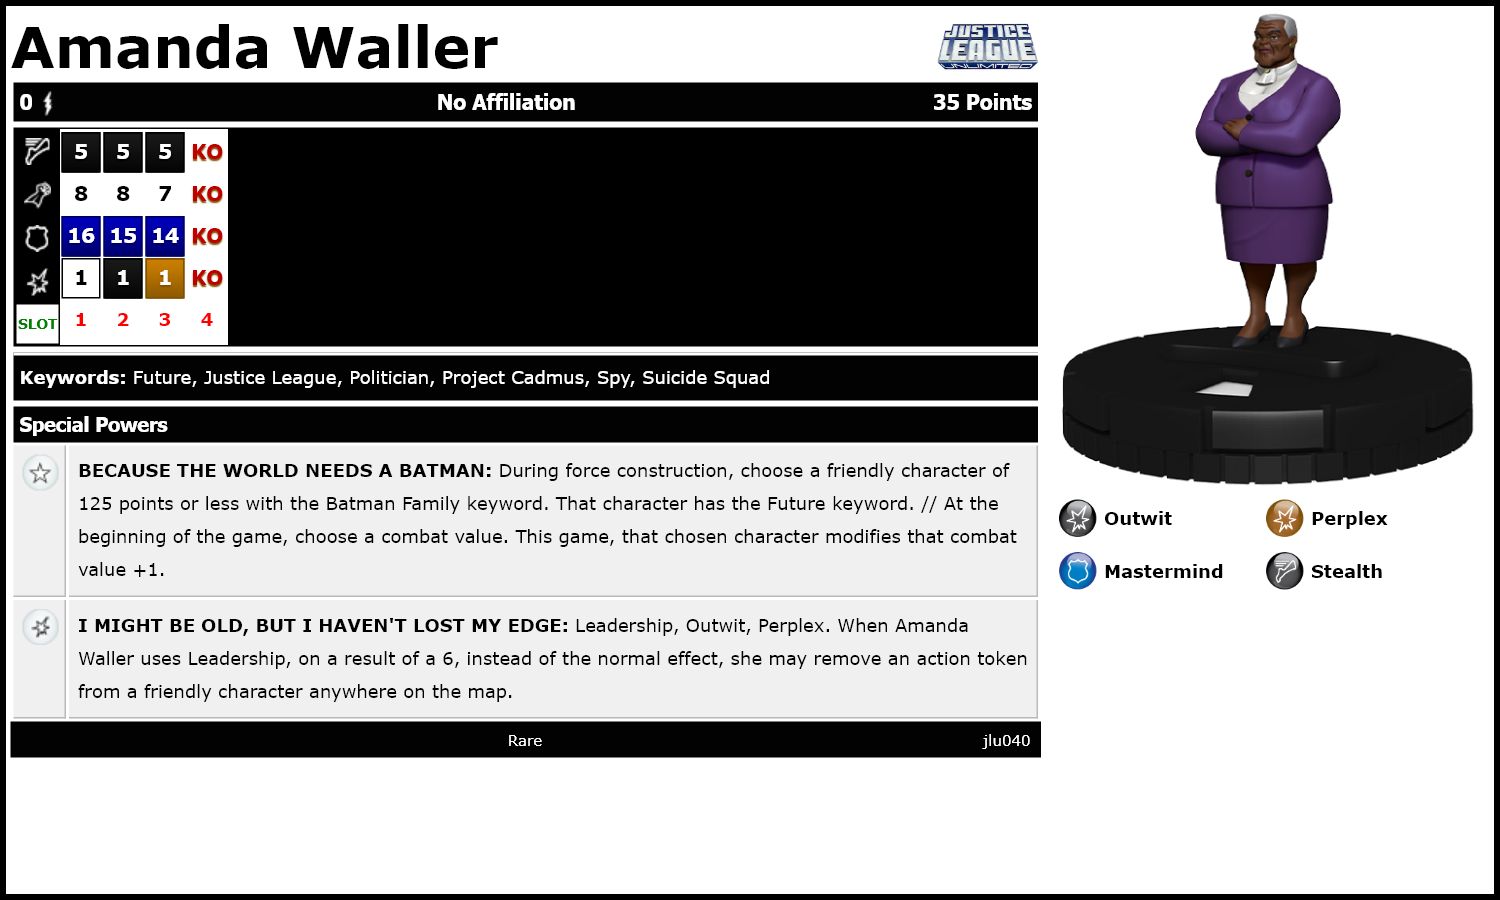 Amanda Waller
JUSTICE
LEAGUE
UNLIMITED
0 No Affiliation 35 Points
5 5 5 KO
8 8 7 KO
16 15 14 KO
1 1 1 KO
SLOT 1 2 3 4
Keywords: Future, Justice League, Politician, Project Cadmus, Spy, Suicide Squad
Special Powers
BECAUSE THE WORLD NEEDS A BATMAN: During force construction, choose a friendly character of
125 points or less with the Batman Family keyword. That character has the Future keyword. // At the
beginning of the game, choose a combat value. This game, that chosen character modifies that combat
value +1.
I MIGHT BE OLD, BUT I HAVEN'T LOST MY EDGE: Leadership, Outwit, Perplex. When Amanda
Waller uses Leadership, on a result of a 6, instead of the normal effect, she may remove an action token
from a friendly character anywhere on the map.
Rare jlu040
Outwit Perplex
Mastermind Stealth